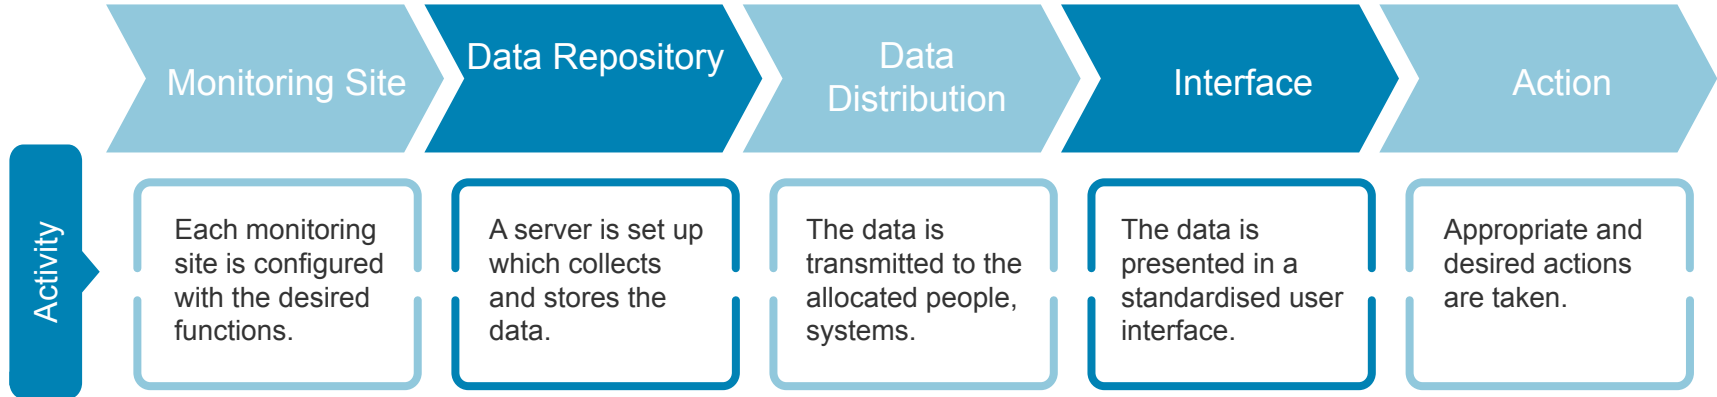 Monitoring Site
Data Repository
Data
Distribution
Interface
Action
Activity
Each monitoring
site is configured
with the desired
functions.
A server is set up
which collects
and stores the
data.
The data is
transmitted to the
allocated people,
systems.
The data is
presented in a
standardised user
interface.
Appropriate and
desired actions
are taken.